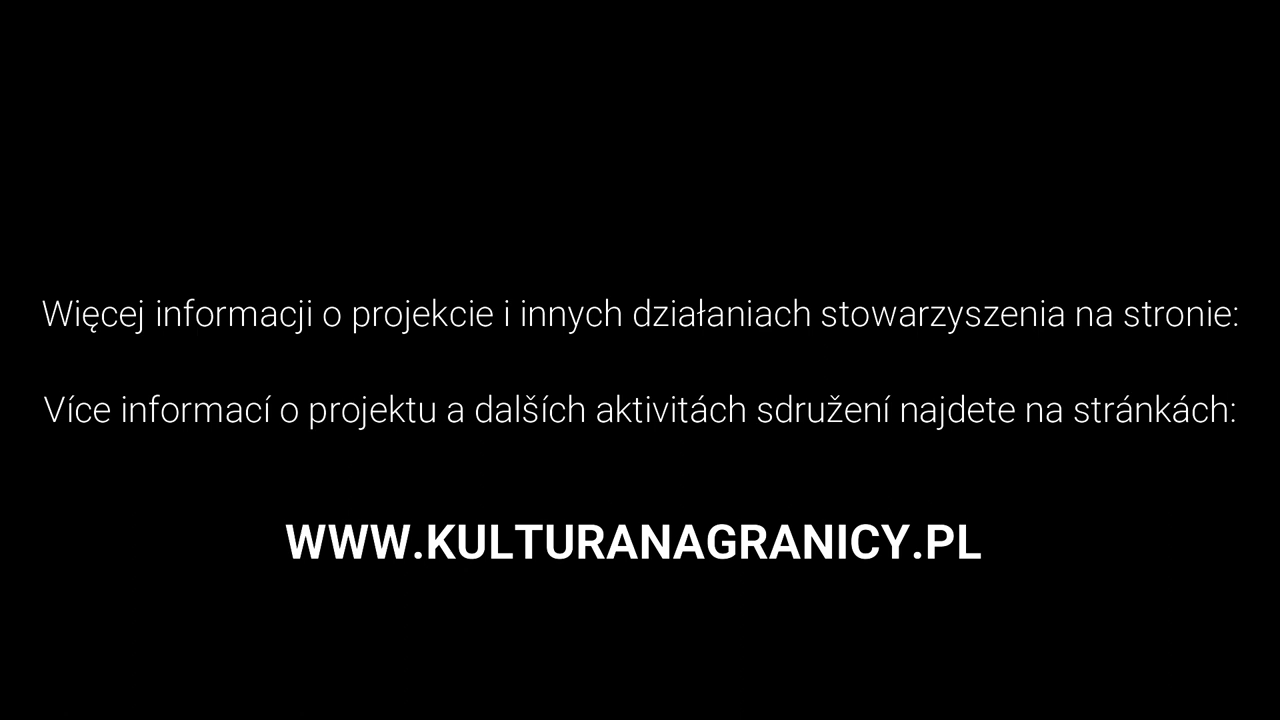 Więcej informacji o projekcie i innych działaniach stowarzyszenia na stronie:
Více informací o projektu a dalších aktivitách sdružení najdete na stránkách:
WWW.KULTURANAGRANICY.PL